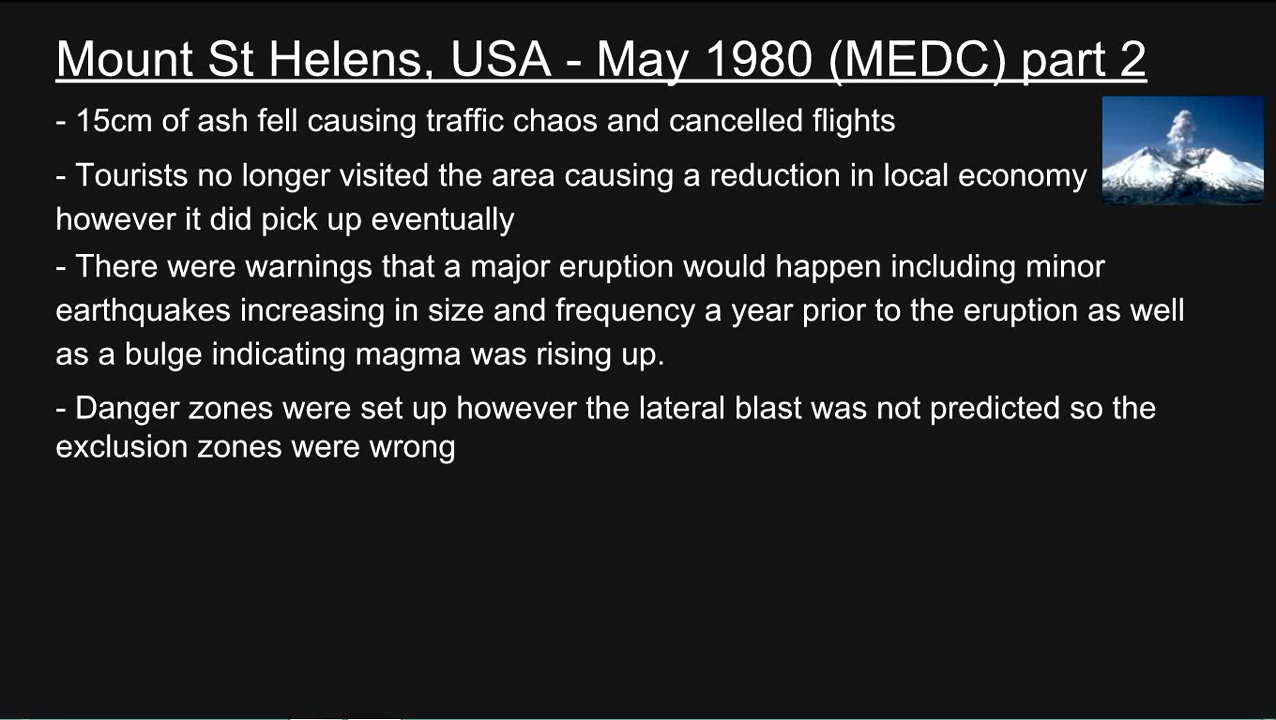 Mount St Helens, USA - May 1980 (MEDC) part 2
- 15cm of ash fell causing traffic chaos and cancelled flights
- Tourists no longer visited the area causing a reduction in local economy
however it did pick up eventually
- There were warnings that a major eruption would happen including minor
earthquakes increasing in size and frequency a year prior to the eruption as well
as a bulge indicating magma was rising up.
- Danger zones were set up however the lateral blast was not predicted so the
exclusion zones were wrong